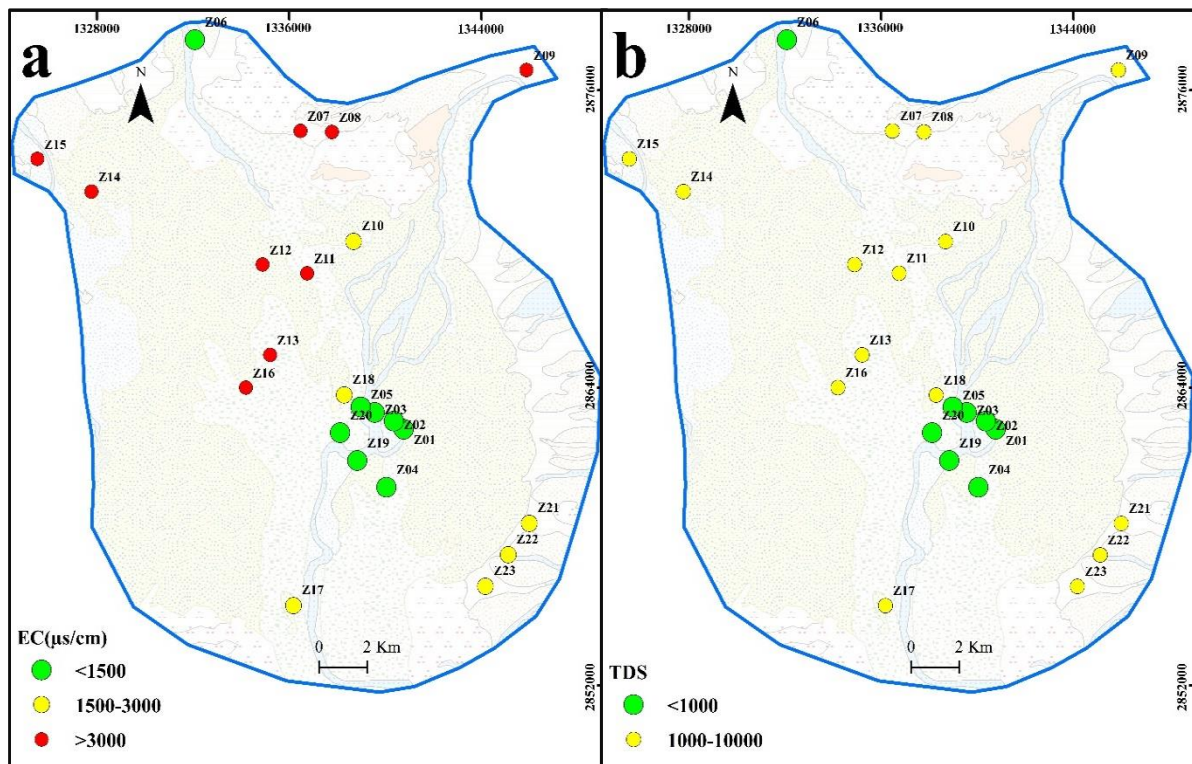 a
1328000
1336000
1344000
Z06
Z09
N
2876000
Z07
Z08
Z15
Z14
Z10
Z12
Z11
Z13
2864000
Z16
Z18
Z05
Z03
Z20
Z02
Z01
Z19
Z04
Z21
Z22
Z23
Z17
EC(µs/cm)
0 2 Km
<1500
2852000
1500-3000
>3000
b
1328000
1336000
1344000
Z06
Z09
N
2876000
Z07
Z08
Z15
Z14
Z10
Z12
Z11
Z13
2864000
Z16
Z18
Z05
Z03
Z20
Z02
Z01
Z19
Z04
Z21
Z22
Z23
Z17
0 2 Km
TDS
2852000
<1000
1000-10000